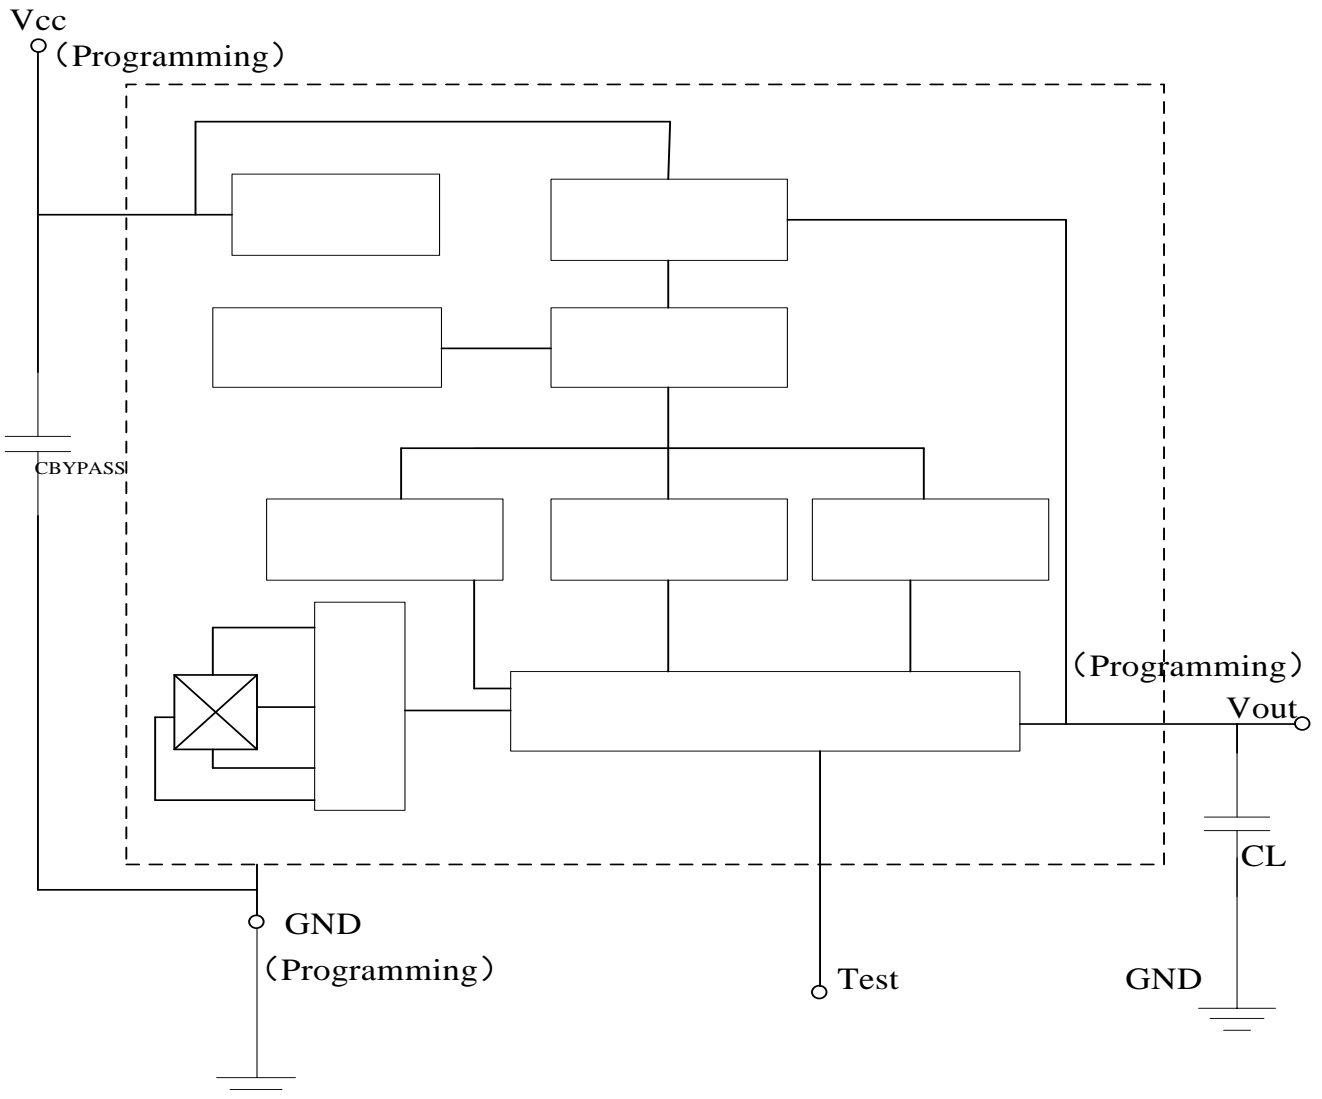 Vcc
（Programming）
CBYPASS
（Programming）
Vout
CL
GND
（Programming）
Test
GND